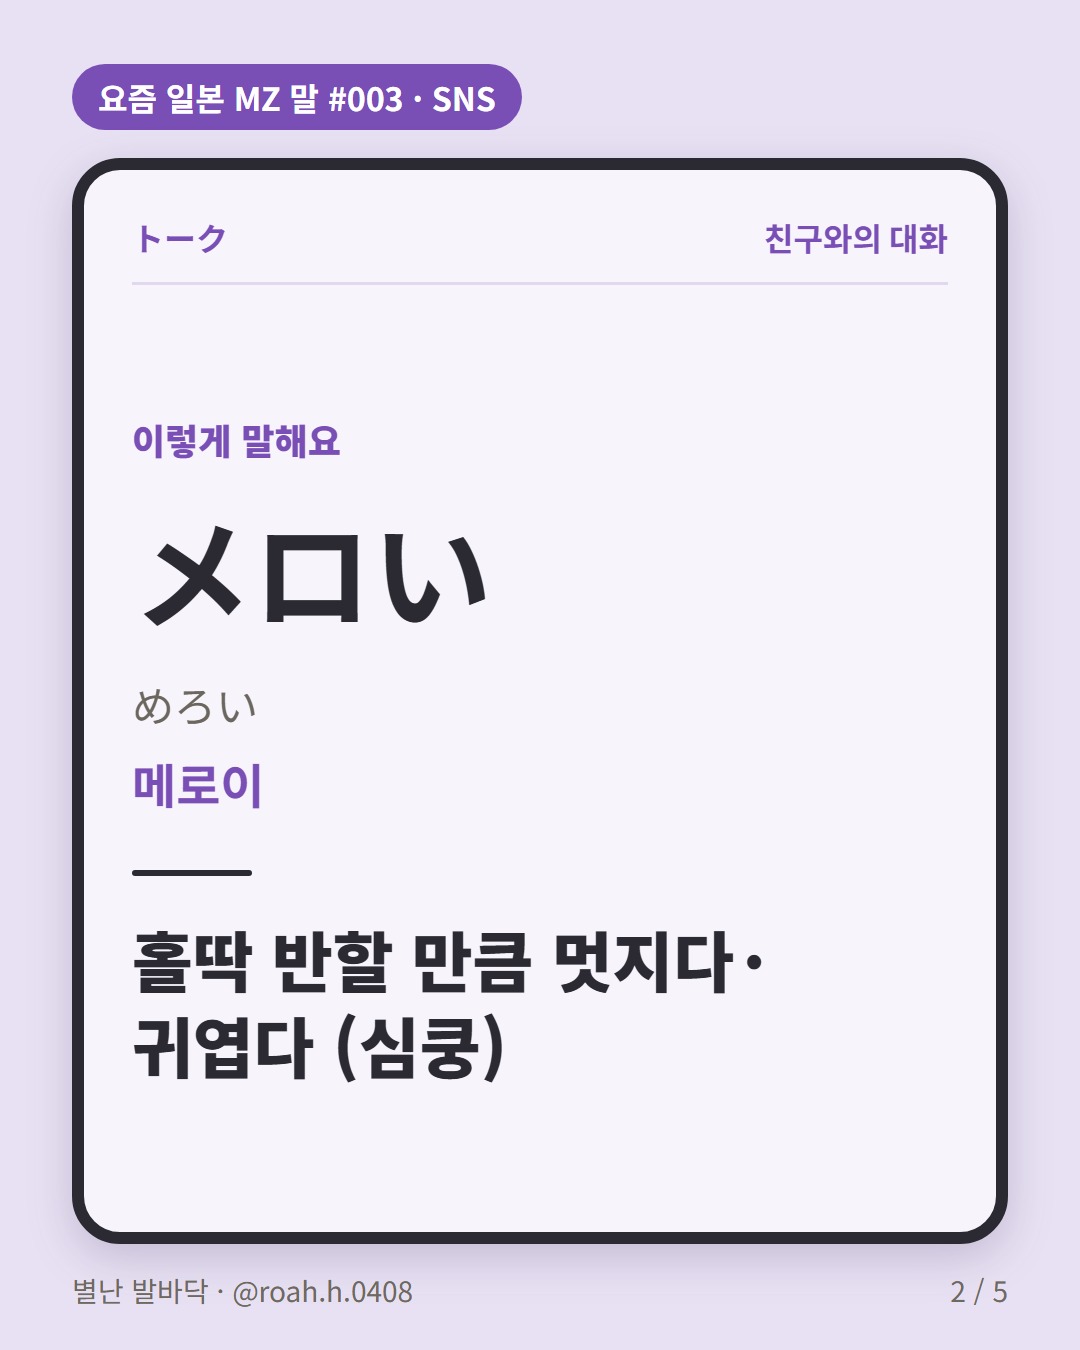 요즘 일본 MZ 말 #003 · SNS
トーク
친구와의 대화
이렇게 말해요
メロい
めろい
메로이
홀딱 반할 만큼 멋지다·
귀엽다 (심쿵)
별난 발바닥 · @roah.h.0408
2 / 5